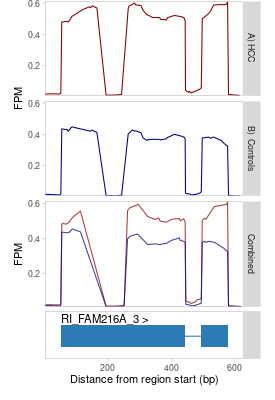 0.6
0.4
0.2
A) HCC
FPM
0.6
0.4
0.2
B) Controls
0.6
0.4
0.2
FPM
Combined
RI_FAM216A_3 >
200 400 600
Distance from region start (bp)